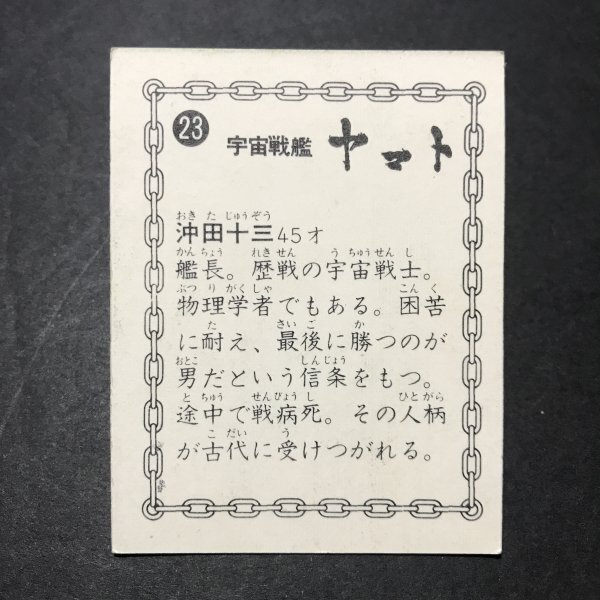 23
宇宙戦艦 ヤマト
おきたじゅうぞう
沖田十三45才
かんちょう れきせん うちゅうせんし
艦長。歴戦の宇宙戦士。
ぶつりがくしゃ こんく
物理学者でもある。困苦
た さいご か
に耐え、最後に勝つのが
おとこ しんじょう
男だという信条をもつ。
とちゅう せんびょうし ひとがら
途中で戦病死。その人柄
こだい う
が古代に受けつがれる。